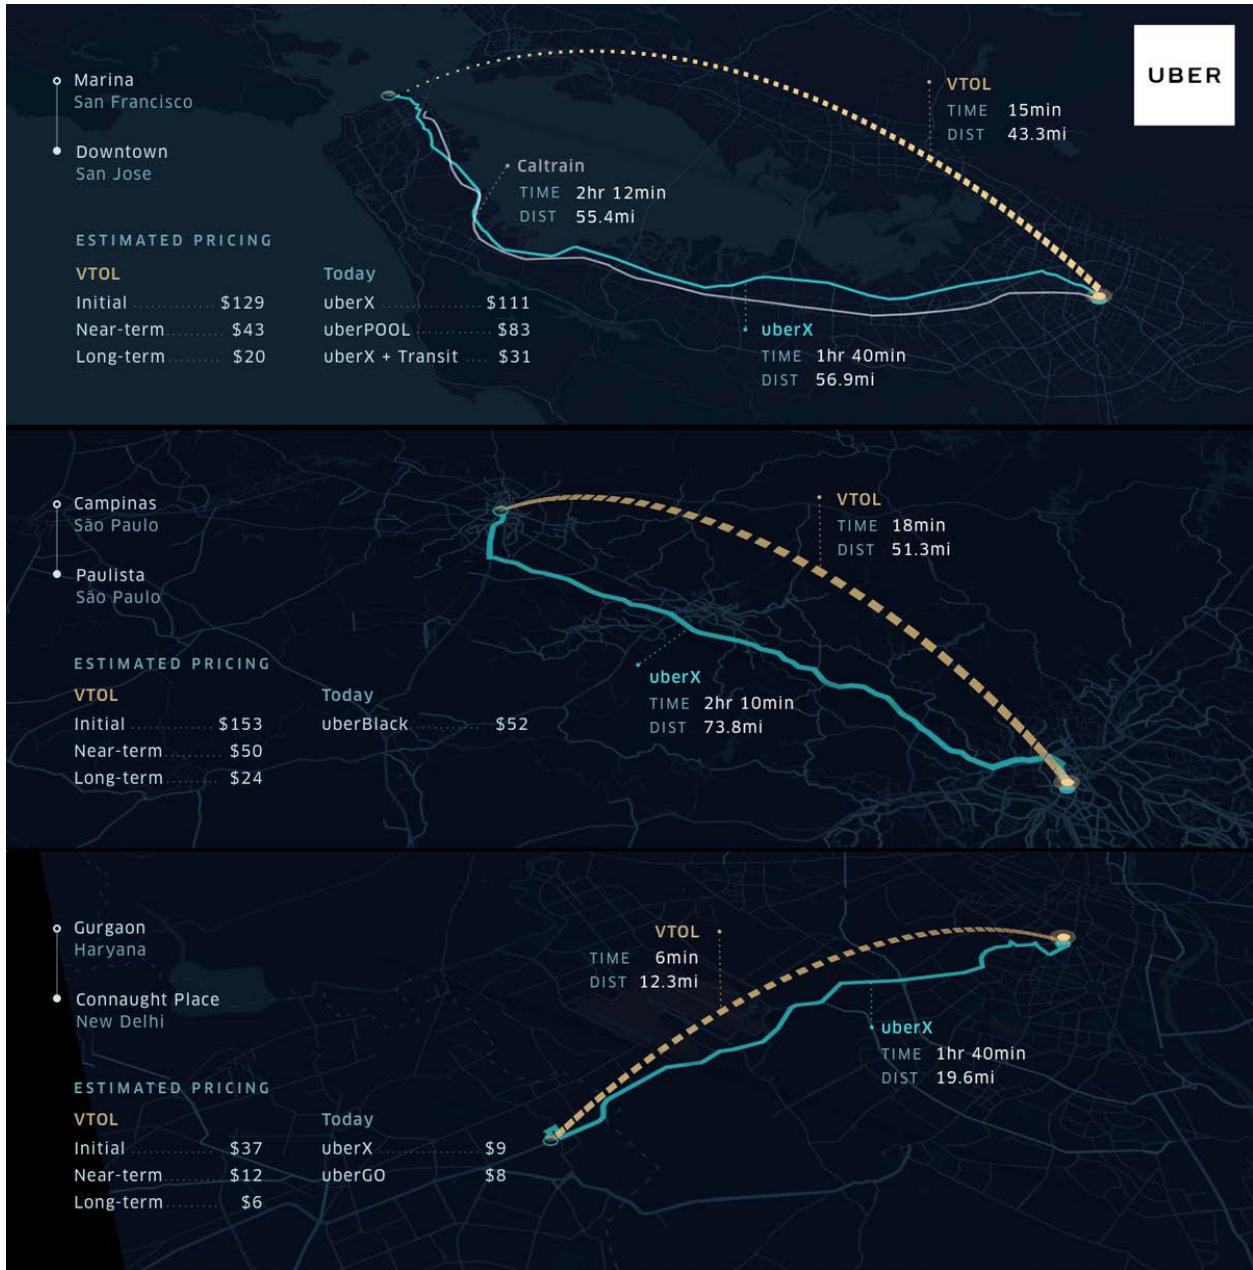 UBER
Marina
San Francisco
Downtown
San Jose
VTOL
TIME 15min
DIST 43.3mi
Caltrain
TIME 2hr 12min
DIST 55.4mi
uberX
TIME 1hr 40min
DIST 56.9mi
ESTIMATED PRICING
VTOL Today
Initial $129 uberX $111
Near-term $43 uberPOOL $83
Long-term $20 uberX + Transit $31
Campinas
São Paulo
Paulista
São Paulo
VTOL
TIME 18min
DIST 51.3mi
uberX
TIME 2hr 10min
DIST 73.8mi
ESTIMATED PRICING
VTOL Today
Initial $153 uberBlack $52
Near-term $50
Long-term $24
Gurgaon
Haryana
Connaught Place
New Delhi
VTOL
TIME 6min
DIST 12.3mi
uberX
TIME 1hr 40min
DIST 19.6mi
ESTIMATED PRICING
VTOL Today
Initial $37 uberX $9
Near-term $12 uberGO $8
Long-term $6